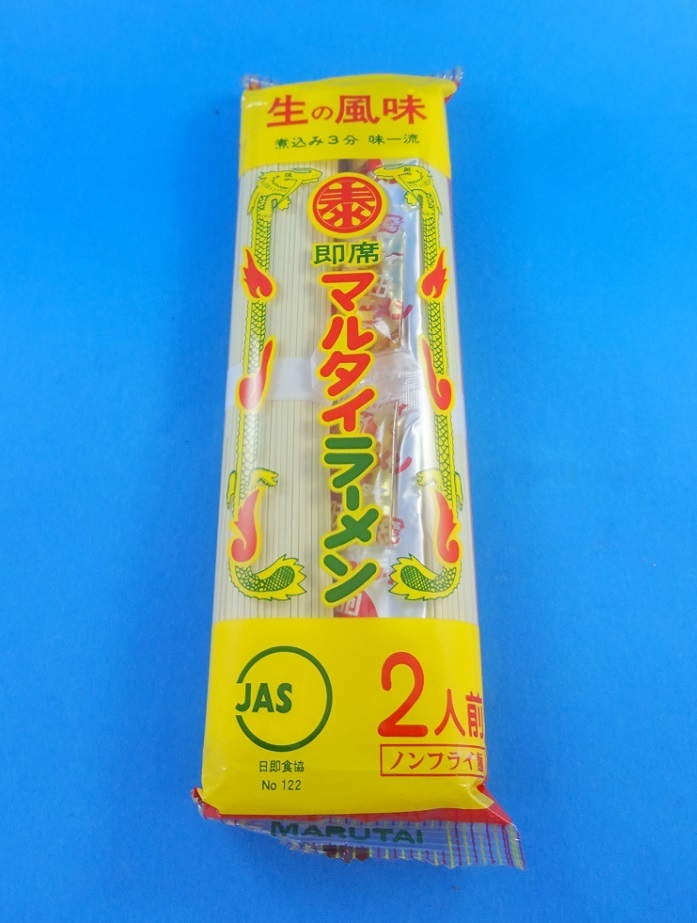 生の風味
煮込み3分 味一流
泰
即席
マルタイラーメン
JAS
2人前
ノンフライ麺
日即食協
No 122
MARUTAI